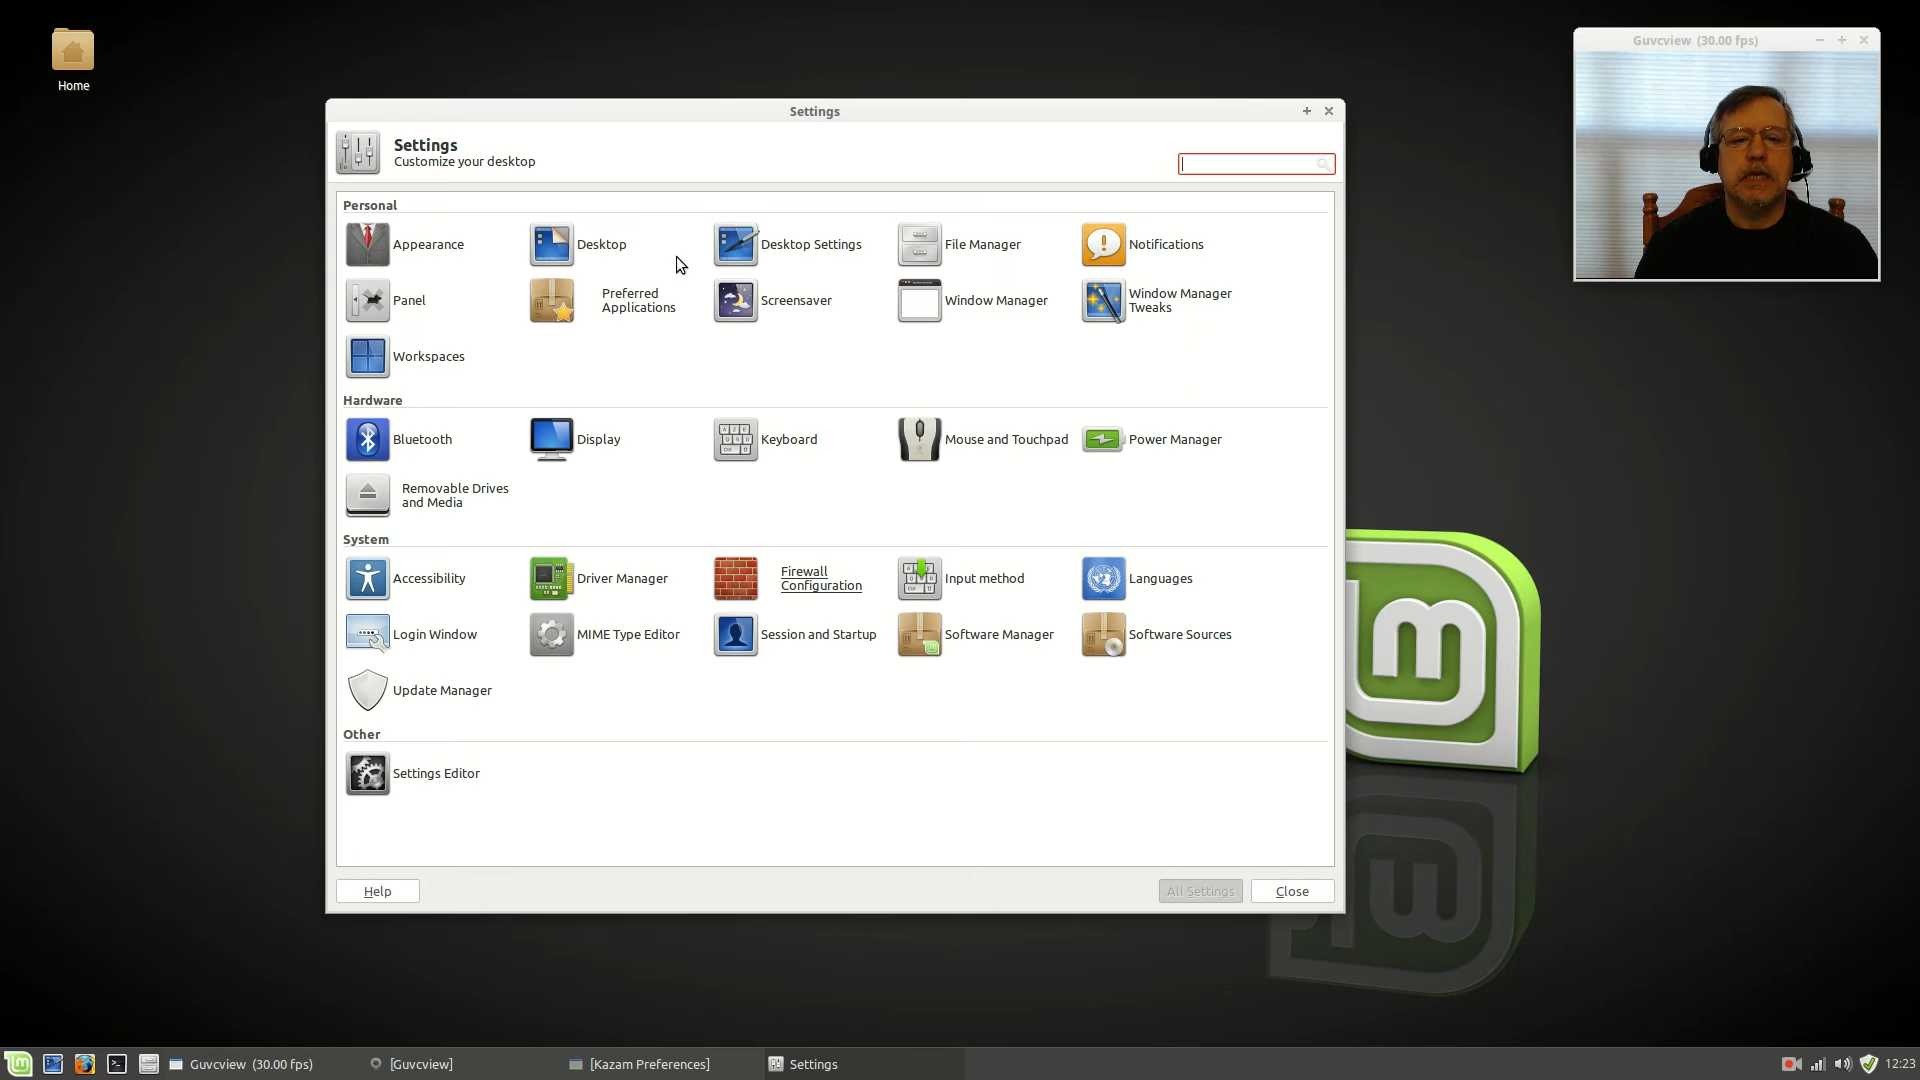 Home
Guvcview (30.00 fps)
Settings
Settings
Customize your desktop
Personal
Appearance
Desktop
Desktop Settings
File Manager
Notifications
Panel
Preferred
Applications
Screensaver
Window Manager
Window Manager
Tweaks
Workspaces
Hardware
Bluetooth
Display
Keyboard
Mouse and Touchpad
Power Manager
Removable Drives
and Media
System
Accessibility
Driver Manager
Firewall
Configuration
Input method
Languages
Login Window
MIME Type Editor
Session and Startup
Software Manager
Software Sources
Update Manager
Other
Settings Editor
Help
All Settings
Close
Guvcview (30.00 fps)
[Guvcview]
[Kazam Preferences]
Settings
12:23